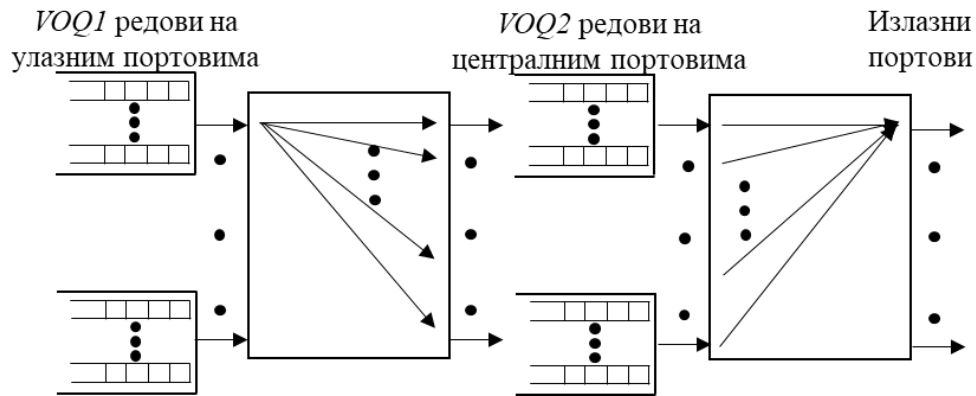 VOQ1 редови на
улазним портовима
VOQ2 редови на
централним портовима
Излазни
портови